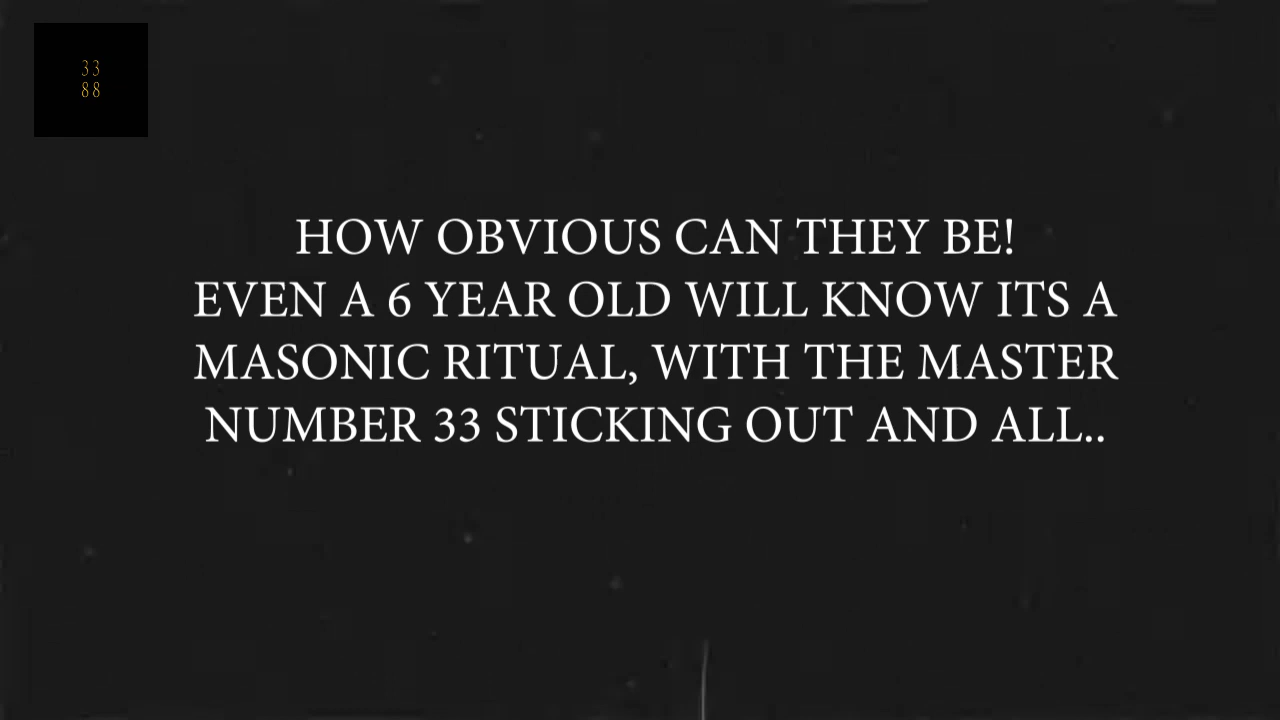 33
88
HOW OBVIOUS CAN THEY BE!
EVEN A 6 YEAR OLD WILL KNOW ITS A
MASONIC RITUAL, WITH THE MASTER
NUMBER 33 STICKING OUT AND ALL..